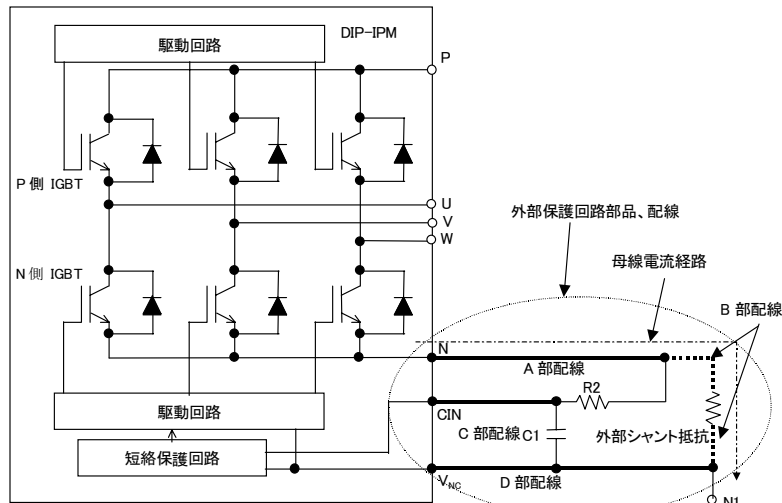 DIP-IPM
駆動回路
P
P 側 IGBT
U
V
W
外部保護回路部品、配線
母線電流経路
N 側 IGBT
B 部配線
N
A 部配線
R2
CIN
C 部配線
C1
外部シャント抵抗
駆動回路
短絡保護回路
VNC
D 部配線
N1